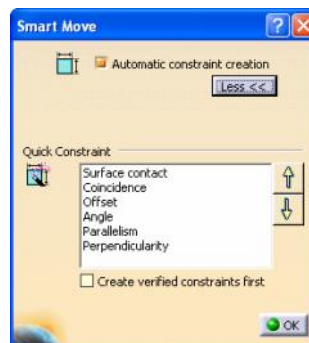 Smart Move
Automatic constraint creation
Less <<
Quick Constraint
Surface contact
Coincidence
Offset
Angle
Parallelism
Perpendicularity
Create verified constraints first
OK